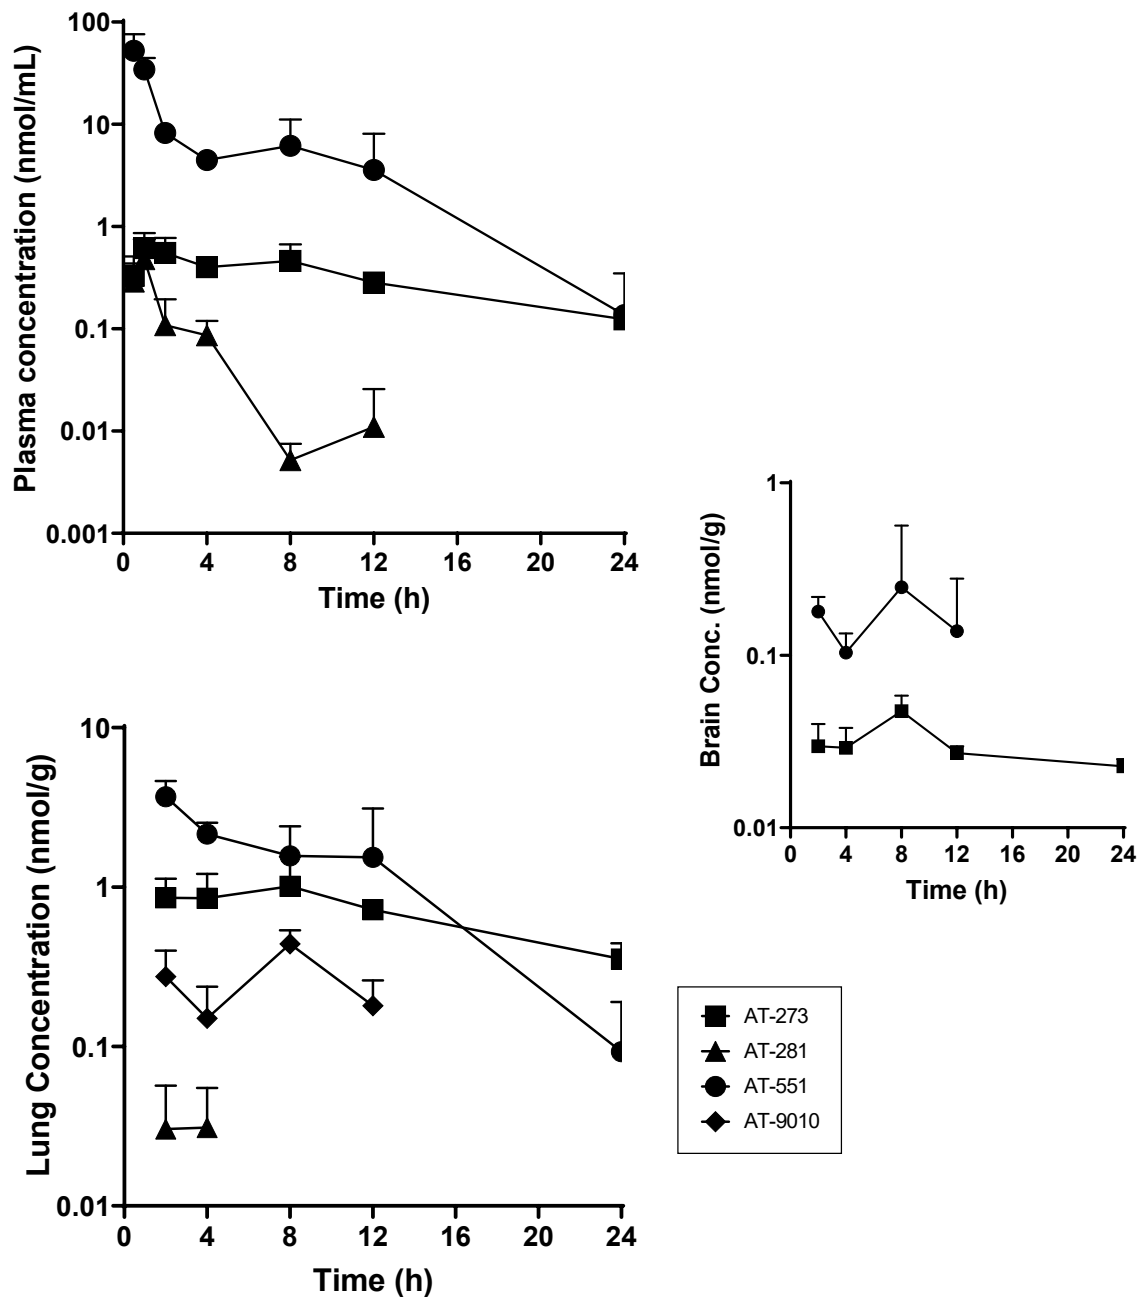 Plasma concentration (nmol/mL)
100
10
1
0.1
0.01
0.001
0 4 8 12 16 20 24
Time (h)
Brain Conc. (nmol/g)
1
0.1
0.01
0 4 8 12 16 20 24
Time (h)
Lung Concentration (nmol/g)
10
1
0.1
0.01
0 4 8 12 16 20 24
Time (h)
AT-273
AT-281
AT-551
AT-9010